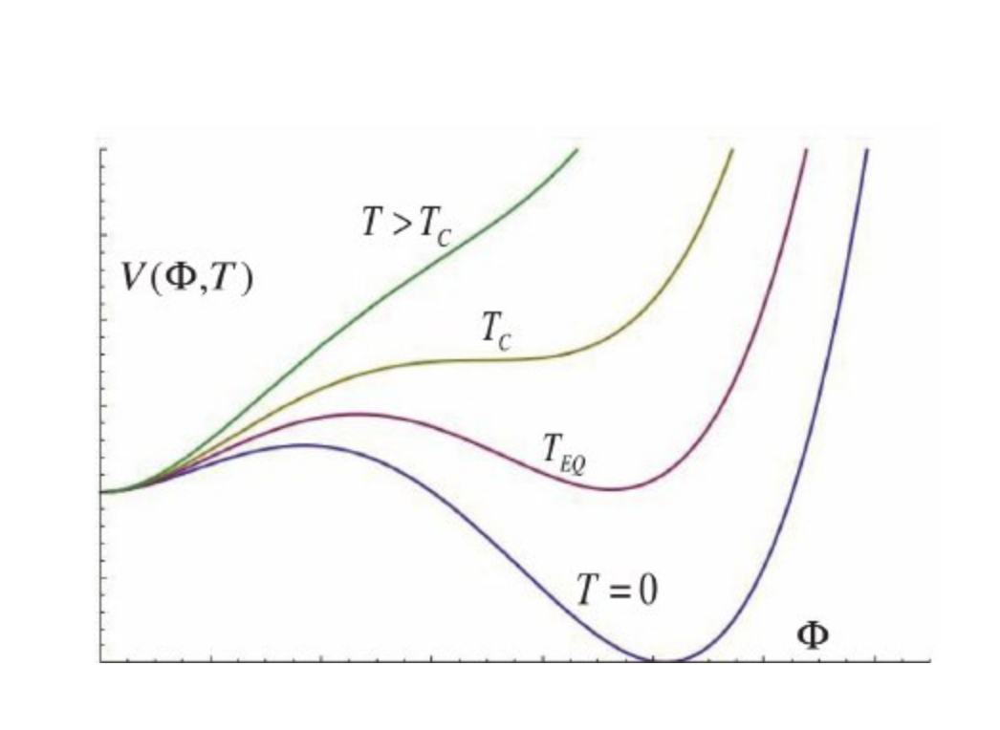 T > T_C
V(Φ,T)
T_C
T_EQ
T = 0
Φ